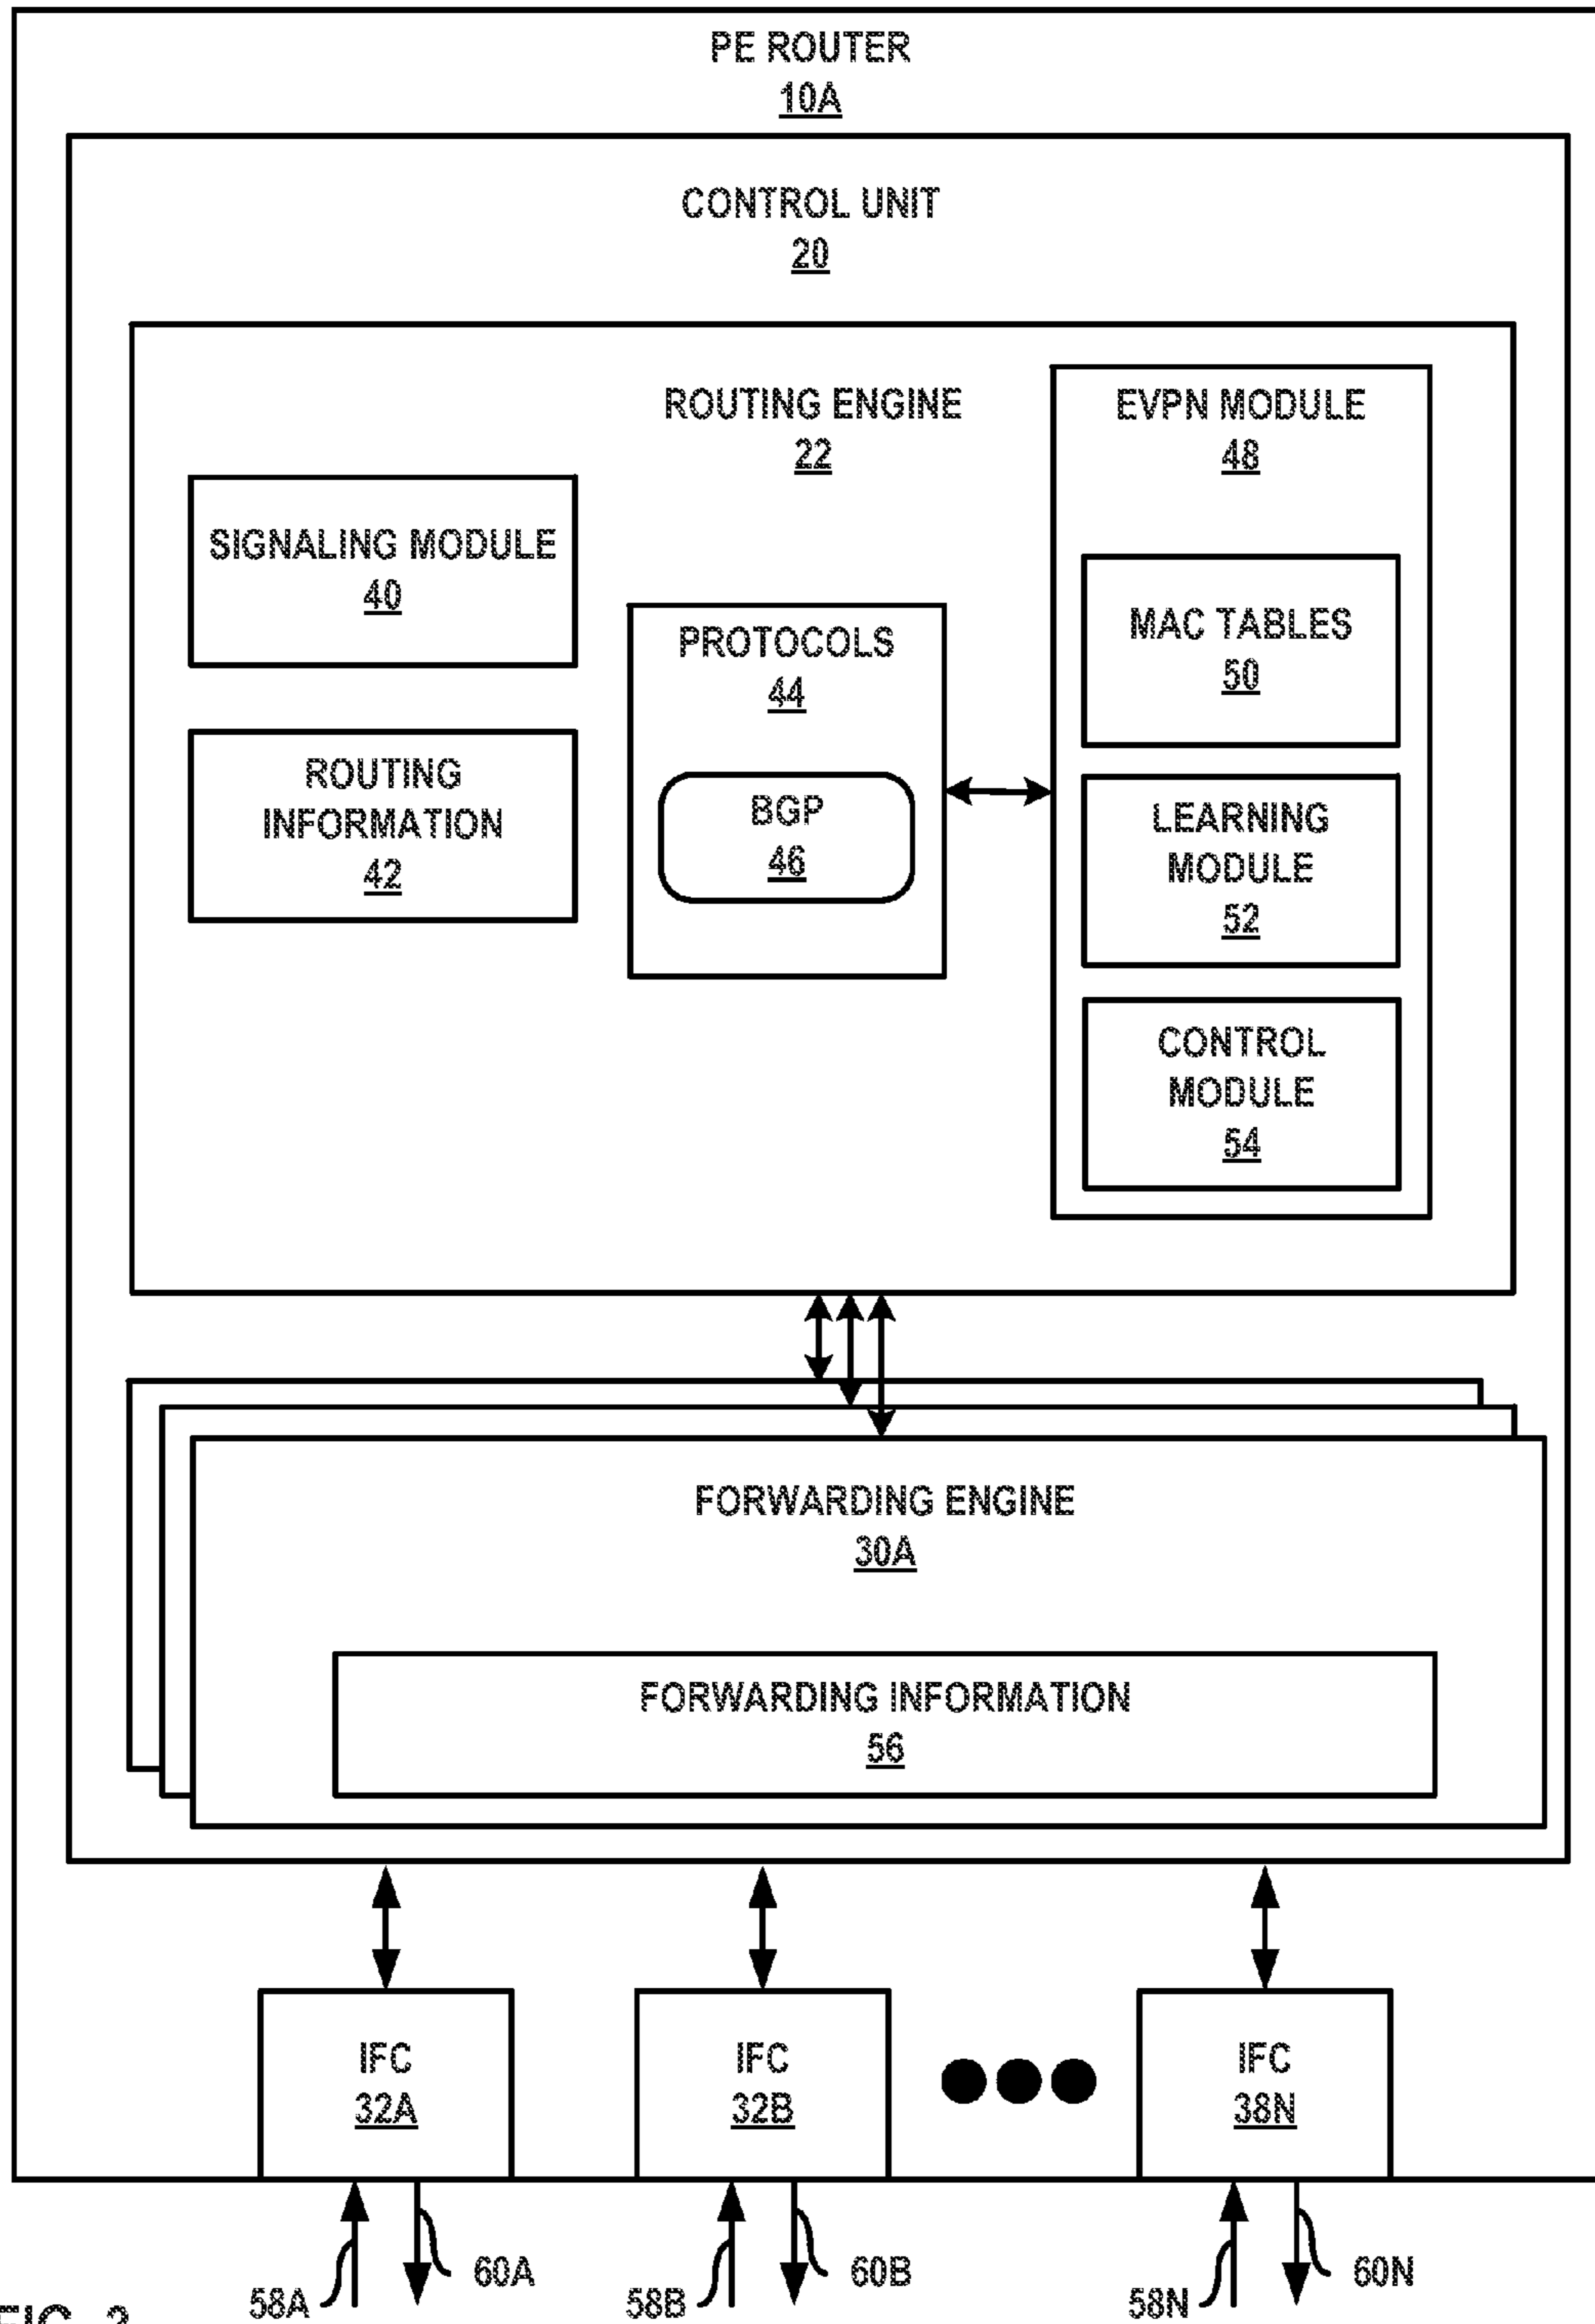 PE ROUTER
10A
CONTROL UNIT
20
ROUTING ENGINE
22
EVPN MODULE
48
SIGNALING MODULE
40
MAC TABLES
50
PROTOCOLS
44
ROUTING
INFORMATION
42
BGP
46
LEARNING
MODULE
52
CONTROL
MODULE
54
FORWARDING ENGINE
30A
FORWARDING INFORMATION
56
IFC
32A
IFC
32B
IFC
38N
58A
60A
58B
60B
58N
60N